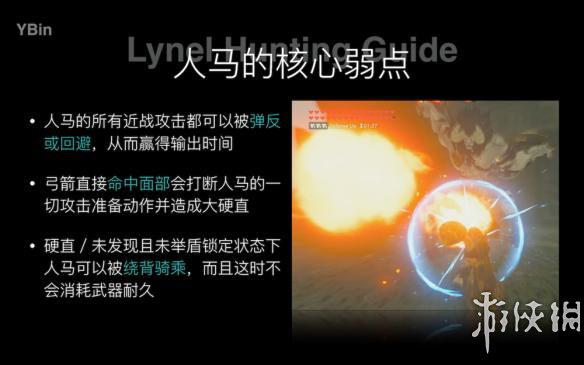 YBin
Lynel Hunting Guide
人马的核心弱点
• 人马的所有近战攻击都可以被弹反
或回避，从而赢得输出时间
• 弓箭直接命中面部会打断人马的一
切攻击准备动作并造成大硬直
• 硬直 / 未发现且未举盾锁定状态下
人马可以被绕背骑乘，而且这时不
会消耗武器耐久
游侠网